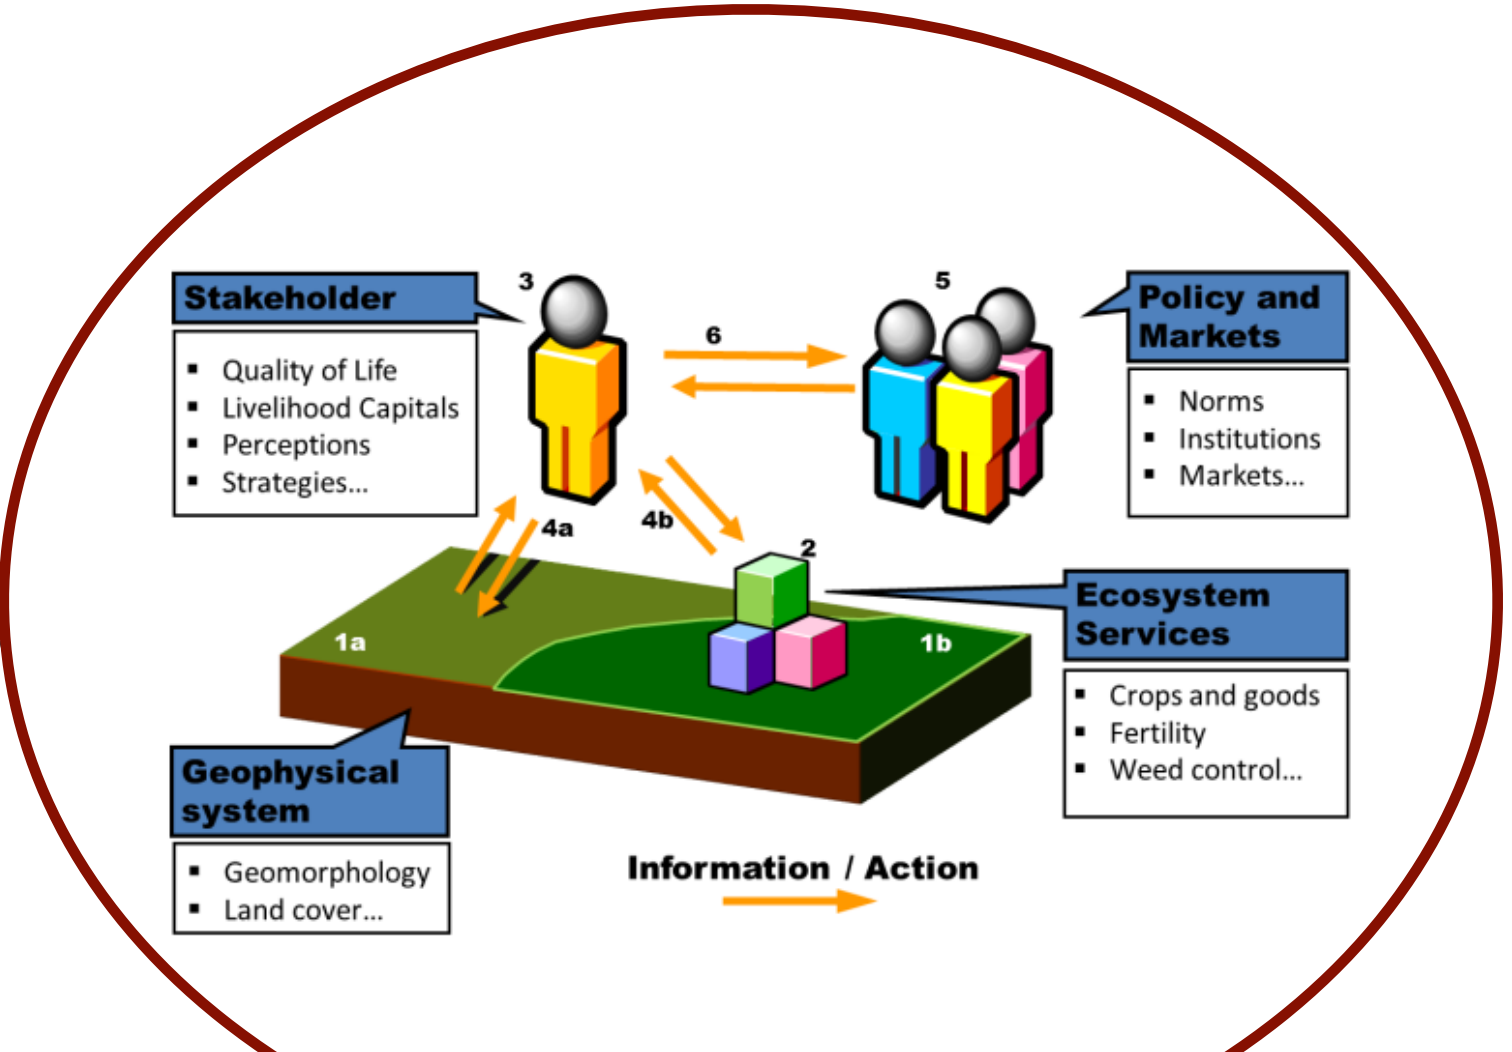 3
5
Stakeholder
▪ Quality of Life
▪ Livelihood Capitals
▪ Perceptions
▪ Strategies...
6
Policy and
Markets
▪ Norms
▪ Institutions
▪ Markets...
4a
4b
2
1a
1b
Ecosystem
Services
▪ Crops and goods
▪ Fertility
▪ Weed control...
Geophysical
system
▪ Geomorphology
▪ Land cover...
Information / Action